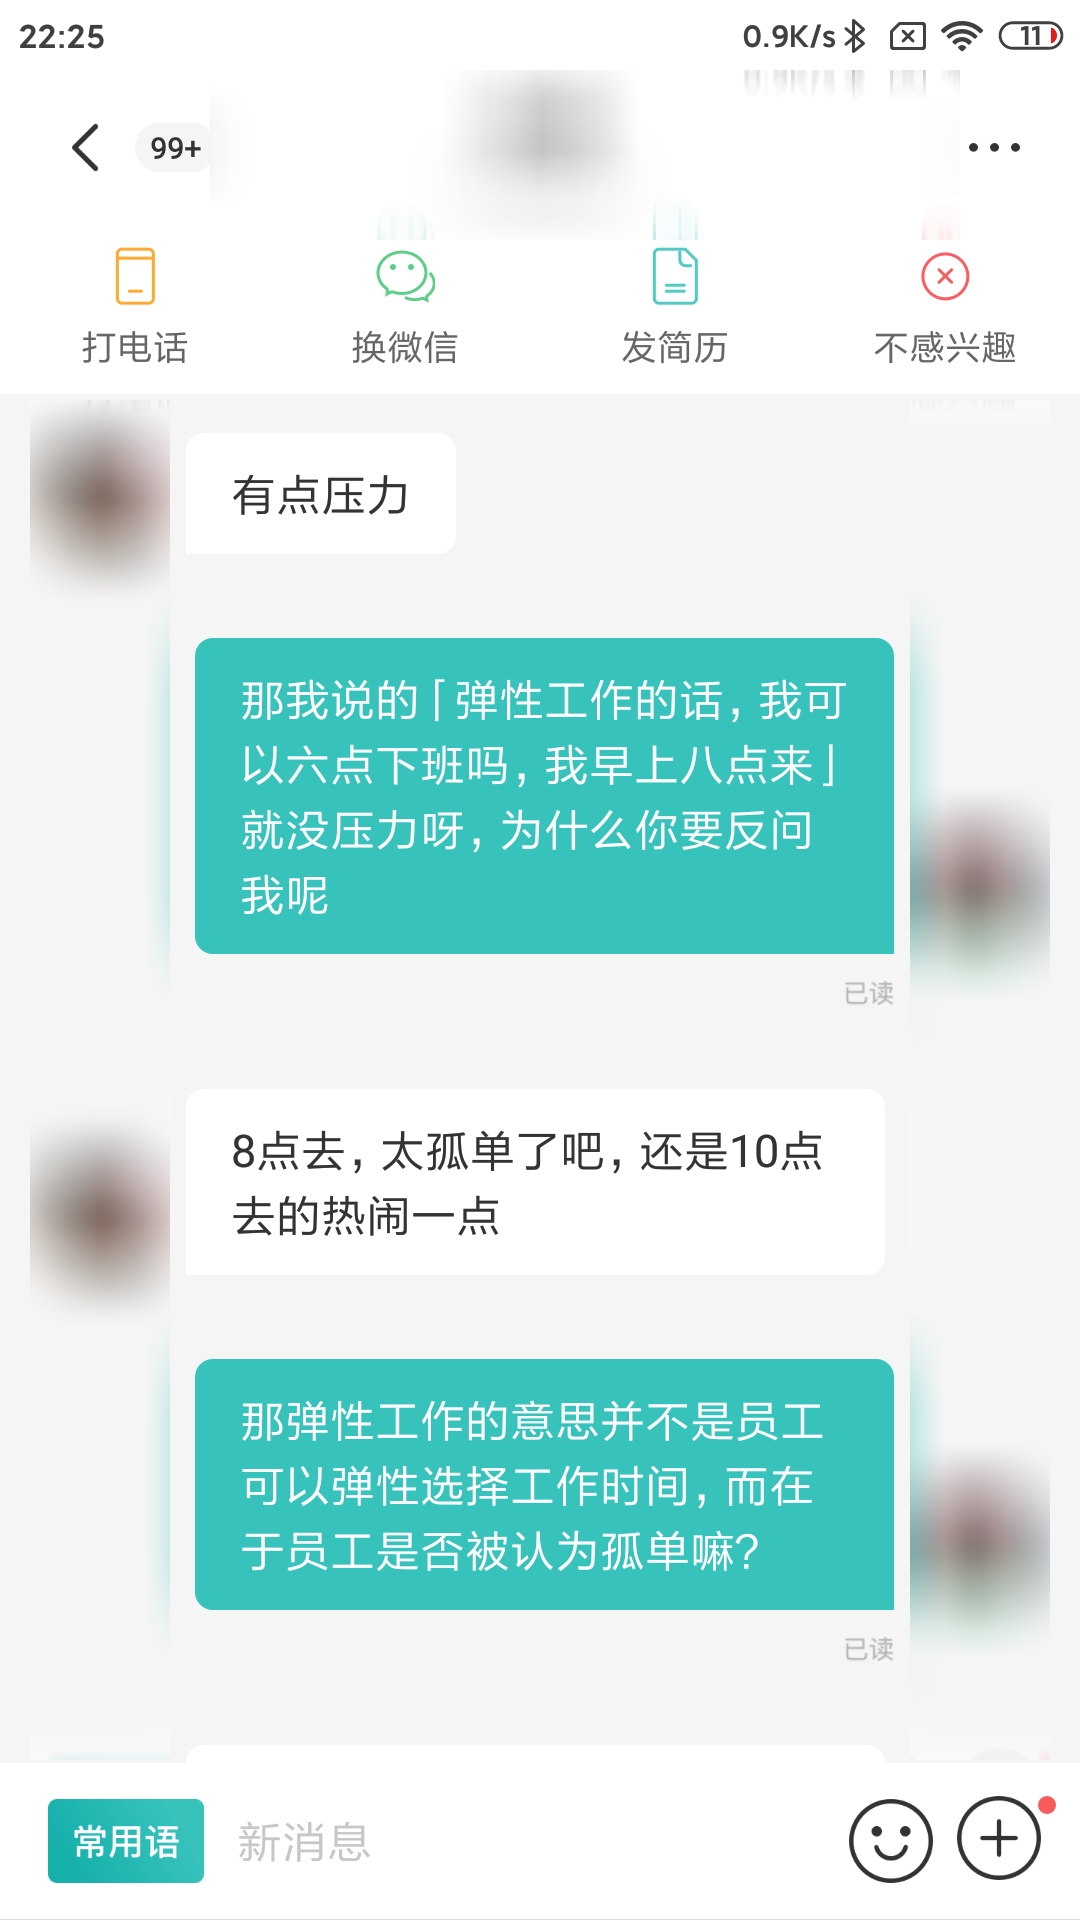 22:25 0.9K/s 11
99+
打电话 换微信 发简历 不感兴趣
有点压力
那我说的「弹性工作的话，我可
以六点下班吗，我早上八点来」
就没压力呀，为什么你要反问
我呢
已读
8点去，太孤单了吧，还是10点
去的热闹一点
那弹性工作的意思并不是员工
可以弹性选择工作时间，而在
于员工是否被认为孤单嘛?
已读
常用语 新消息